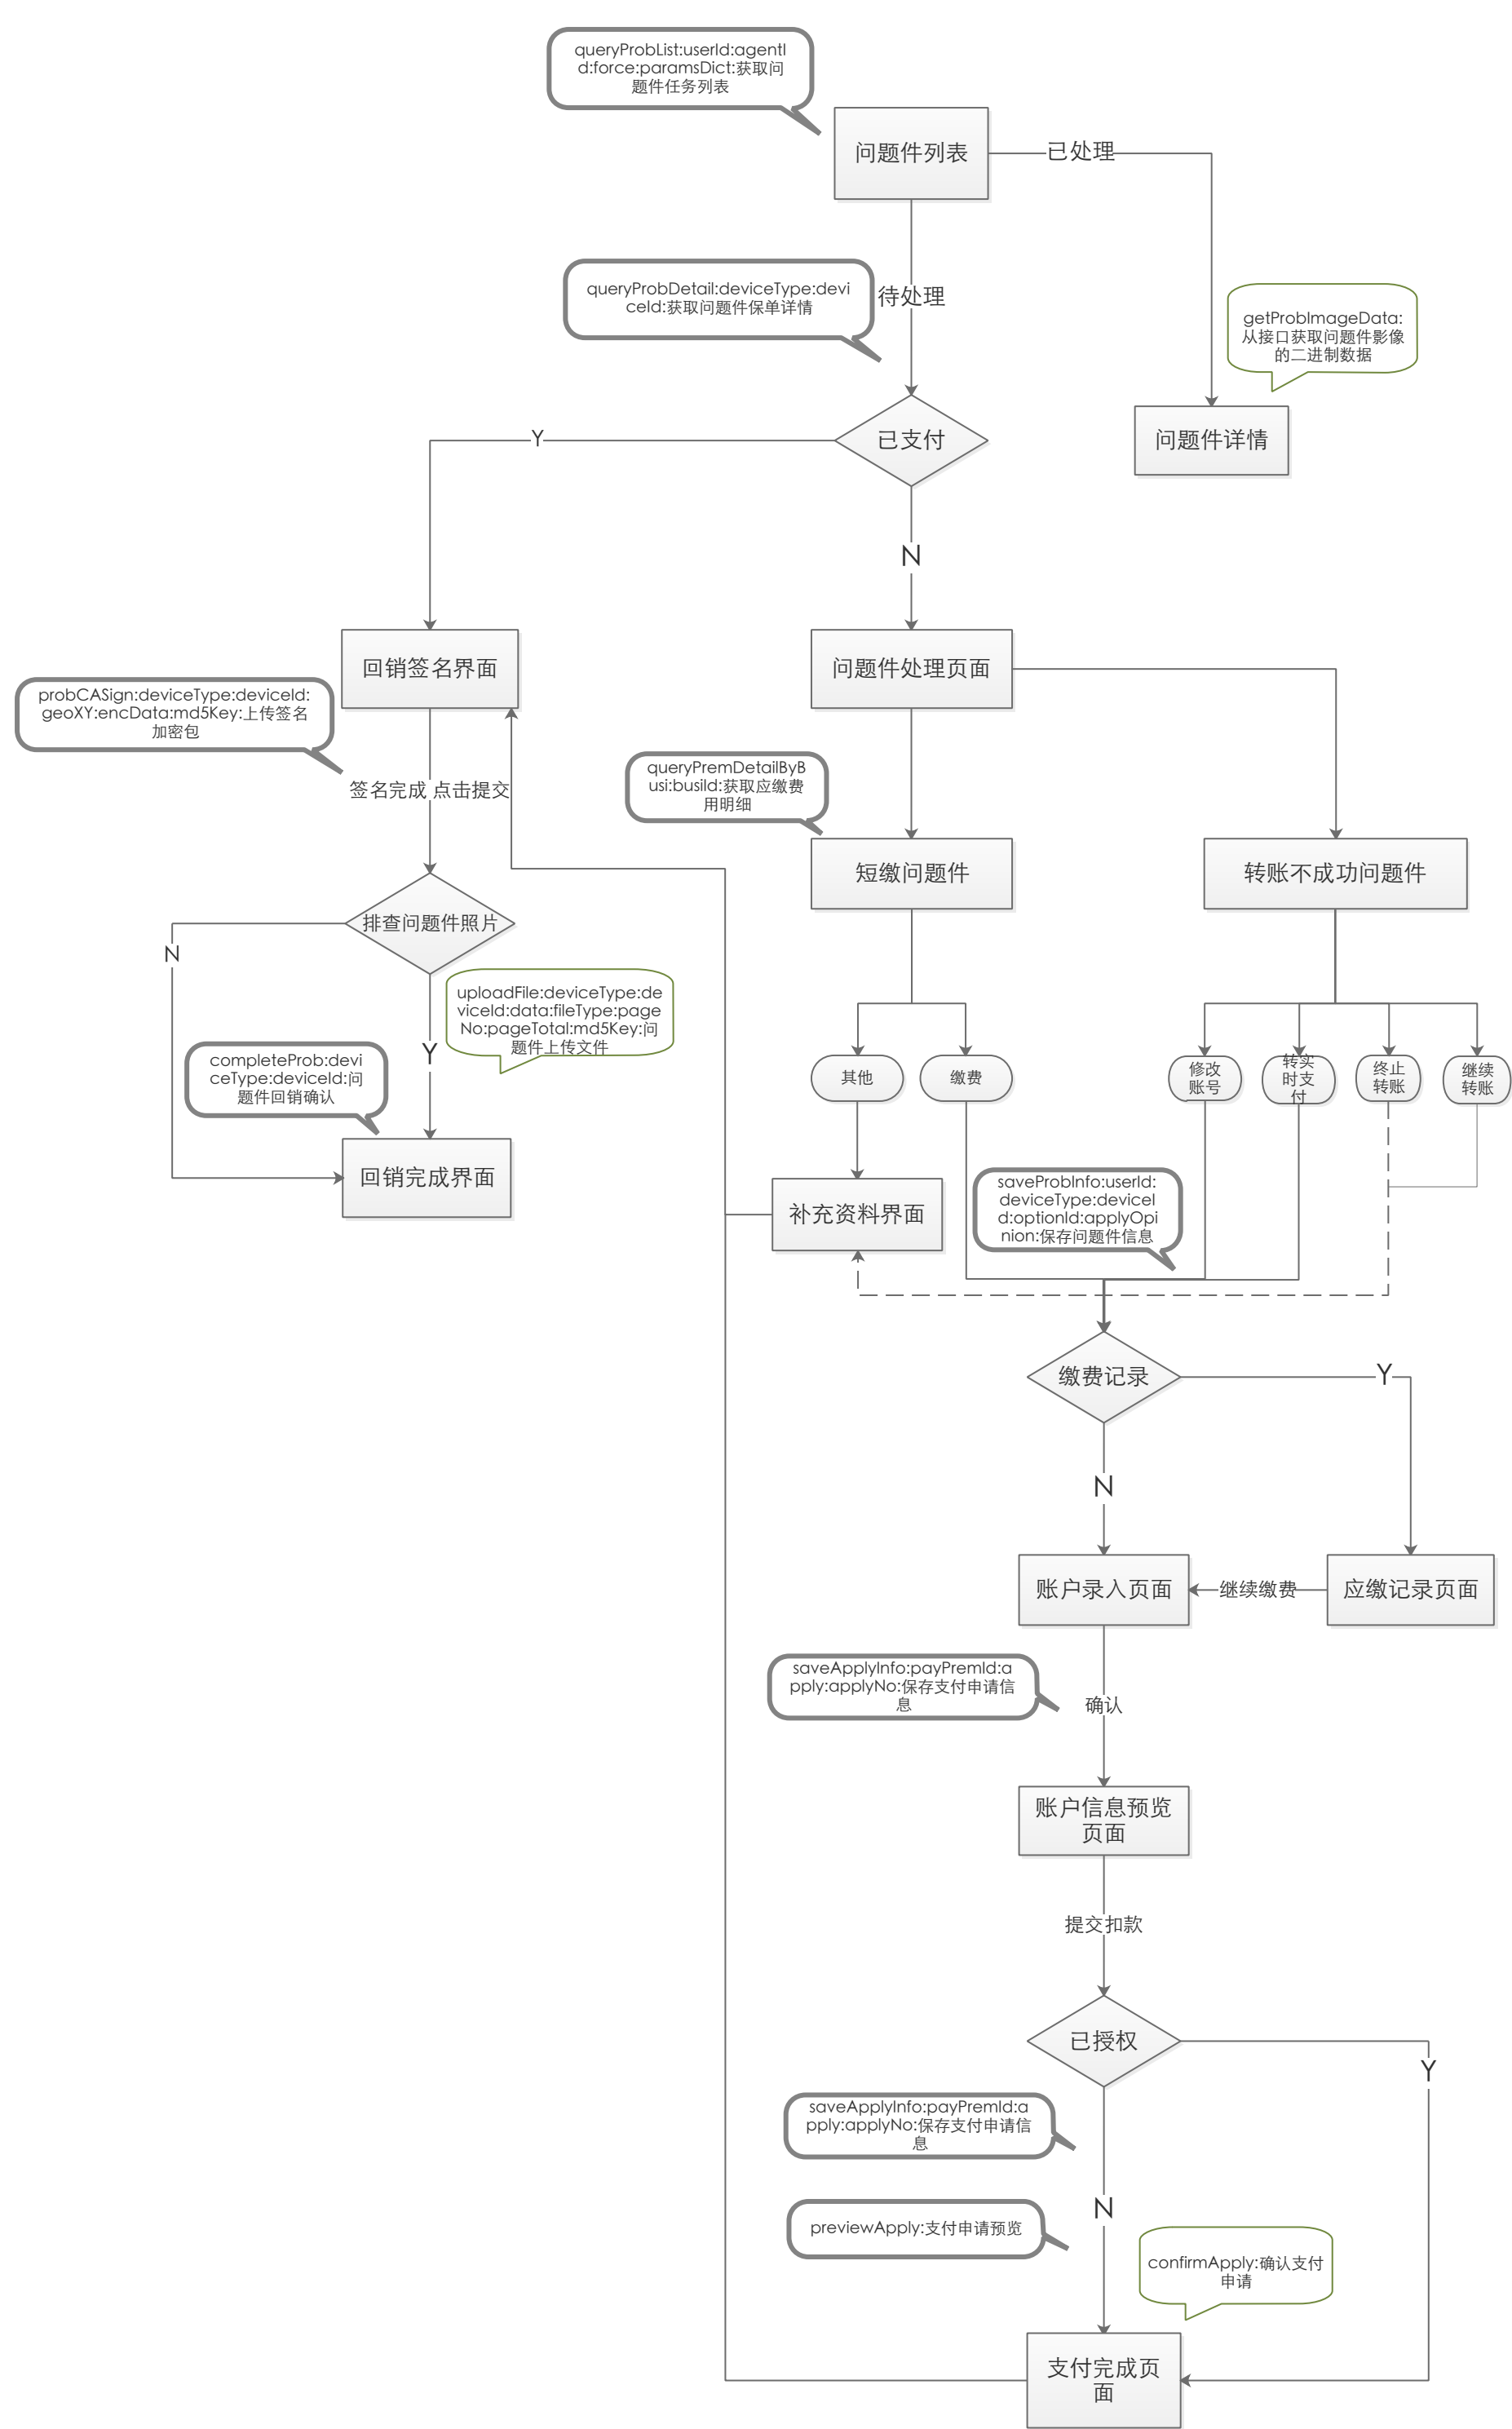 queryProbList:userId:agentI
d:force:paramsDict:获取问
题件任务列表
问题件列表
已处理
queryProbDetail:deviceType:devi
ceId:获取问题件保单详情
待处理
getProbImageData:
从接口获取问题件影像
的二进制数据
已支付
问题件详情
Y
N
回销签名界面
问题件处理页面
probCASign:deviceType:deviceId:
geoXY:encData:md5Key:上传签名
加密包
queryPremDetailByB
usi:busiId:获取应缴费
用明细
签名完成 点击提交
短缴问题件
转账不成功问题件
排查问题件照片
N
uploadFile:deviceType:de
viceId:data:fileType:page
No:pageTotal:md5Key:问
题件上传文件
Y
completeProb:devi
ceType:deviceId:问
题件回销确认
其他
缴费
修改
账号
转实
时支
付
终止
转账
继续
转账
回销完成界面
补充资料界面
saveProbInfo:userId:
deviceType:deviceI
d:optionId:applyOpi
nion:保存问题件信息
缴费记录
Y
N
账户录入页面
继续缴费
应缴记录页面
saveApplyInfo:payPremId:a
pply:applyNo:保存支付申请信
息
确认
账户信息预览
页面
提交扣款
已授权
Y
saveApplyInfo:payPremId:a
pply:applyNo:保存支付申请信
息
N
previewApply:支付申请预览
confirmApply:确认支付
申请
支付完成页
面